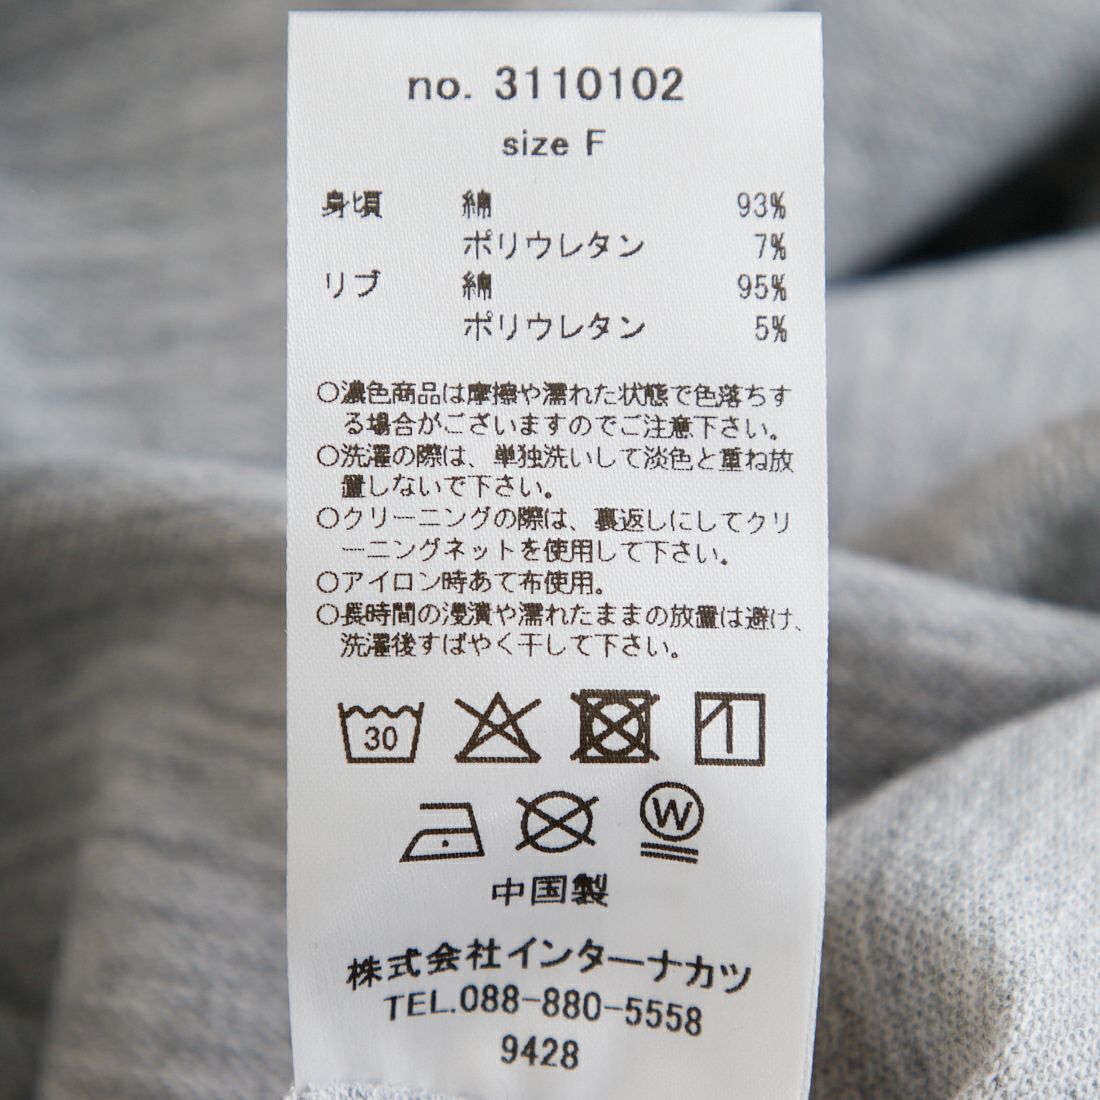 no. 3110102
size F
身頃 綿 93%
ポリウレタン 7%
リブ 綿 95%
ポリウレタン 5%
○濃色商品は摩擦や濡れた状態で色落ちす
る場合がございますのでご注意下さい。
○洗濯の際は、単独洗いして淡色と重ね放
置しないで下さい。
○クリーニングの際は、裏返しにしてクリ
ーニングネットを使用して下さい。
○アイロン時あて布使用。
○長時間の浸漬や濡れたままの放置は避け、
洗濯後すばやく干して下さい。
30
W
中国製
株式会社インターナカツ
TEL.088-880-5558
9428